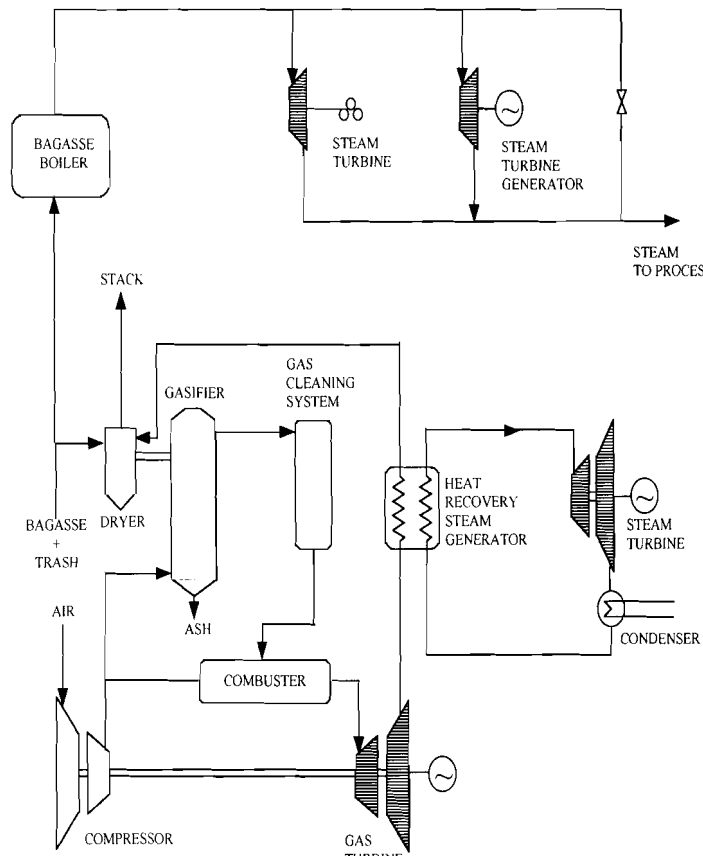 BAGASSE
BOILER
STEAM
TURBINE
STEAM
TURBINE
GENERATOR
STEAM
TO PROCES
STACK
GASIFIER
GAS
CLEANING
SYSTEM
DRYER
BAGASSE
+
TRASH
HEAT
RECOVERY
STEAM
GENERATOR
STEAM
TURBINE
CONDENSER
AIR
ASH
COMBUSTER
COMPRESSOR
GAS
TURBINE